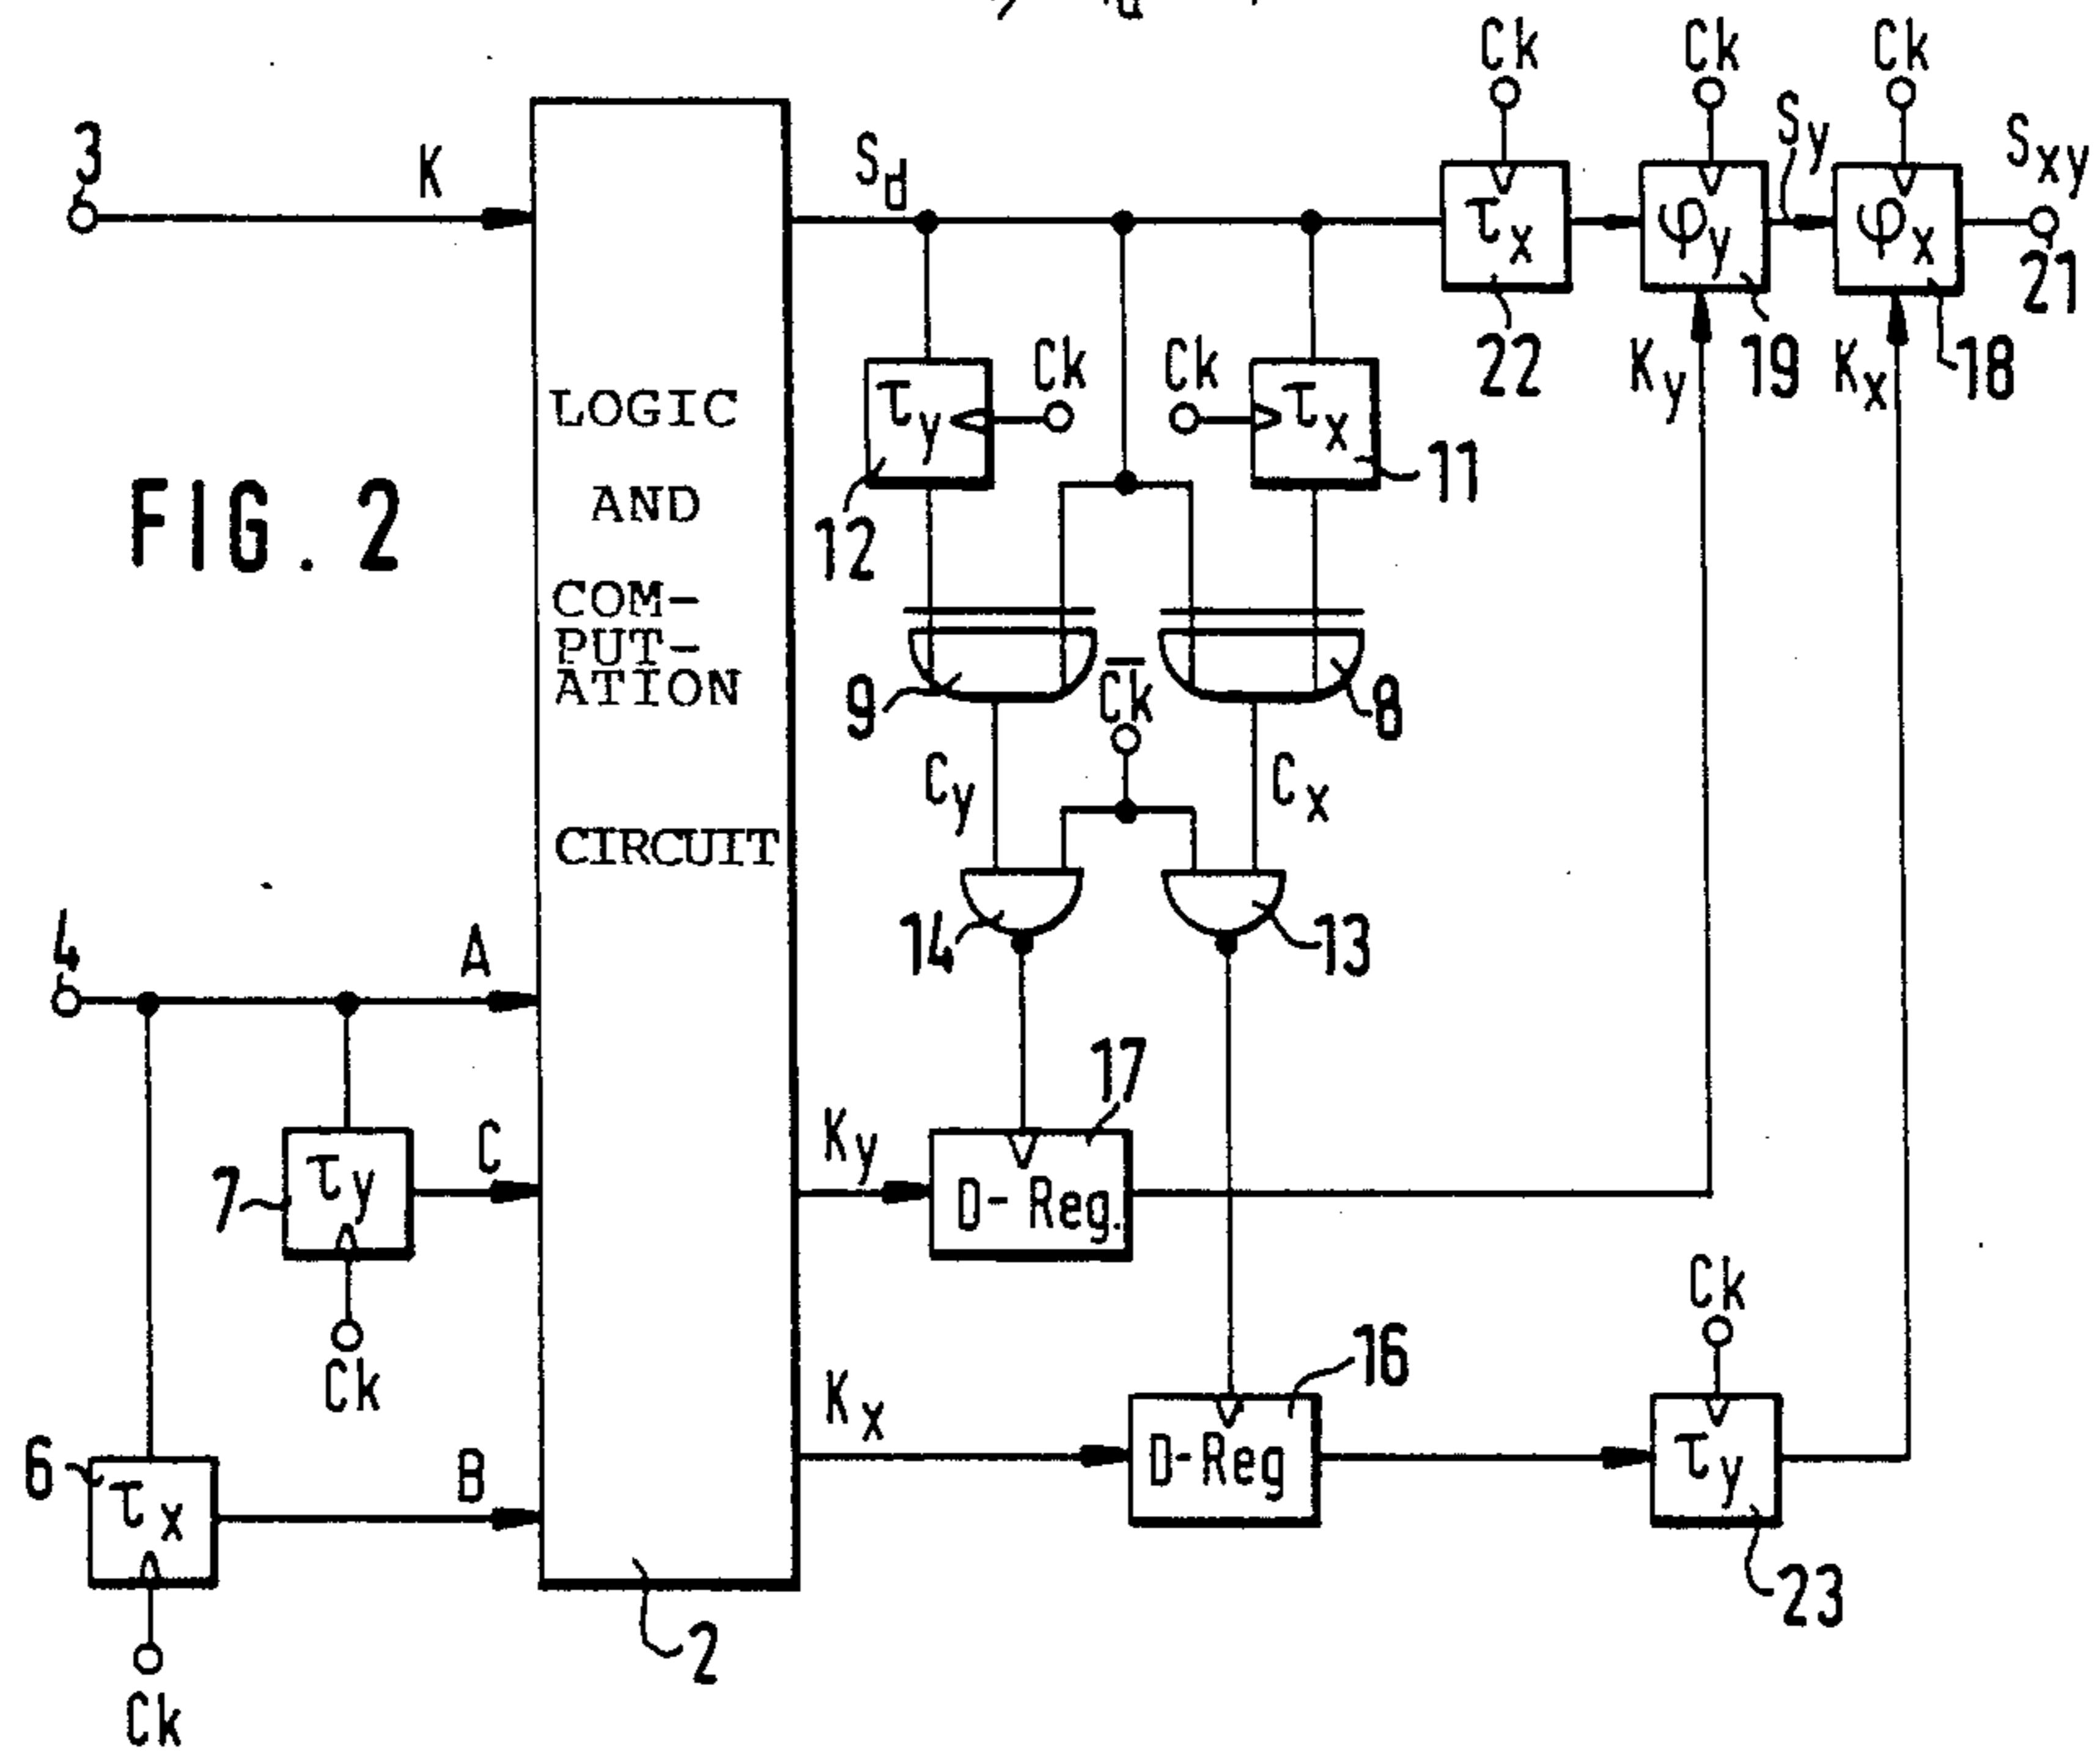 Ck Ck Ck
3 K Sd Sy Sxy
τx φy φx
21
22 Ky 19 Kx 18
τy Ck Ck τx
LOGIC
11
FIG. 2
AND
12
COM-
PUT-
ATION
9 Ck 8
Cy Cx
CIRCUIT
4 A 14 13
17
7 τy C Ky
D-Reg.
Ck
Ck
16
Kx
6 τx B D-Reg τy
23
2
Ck